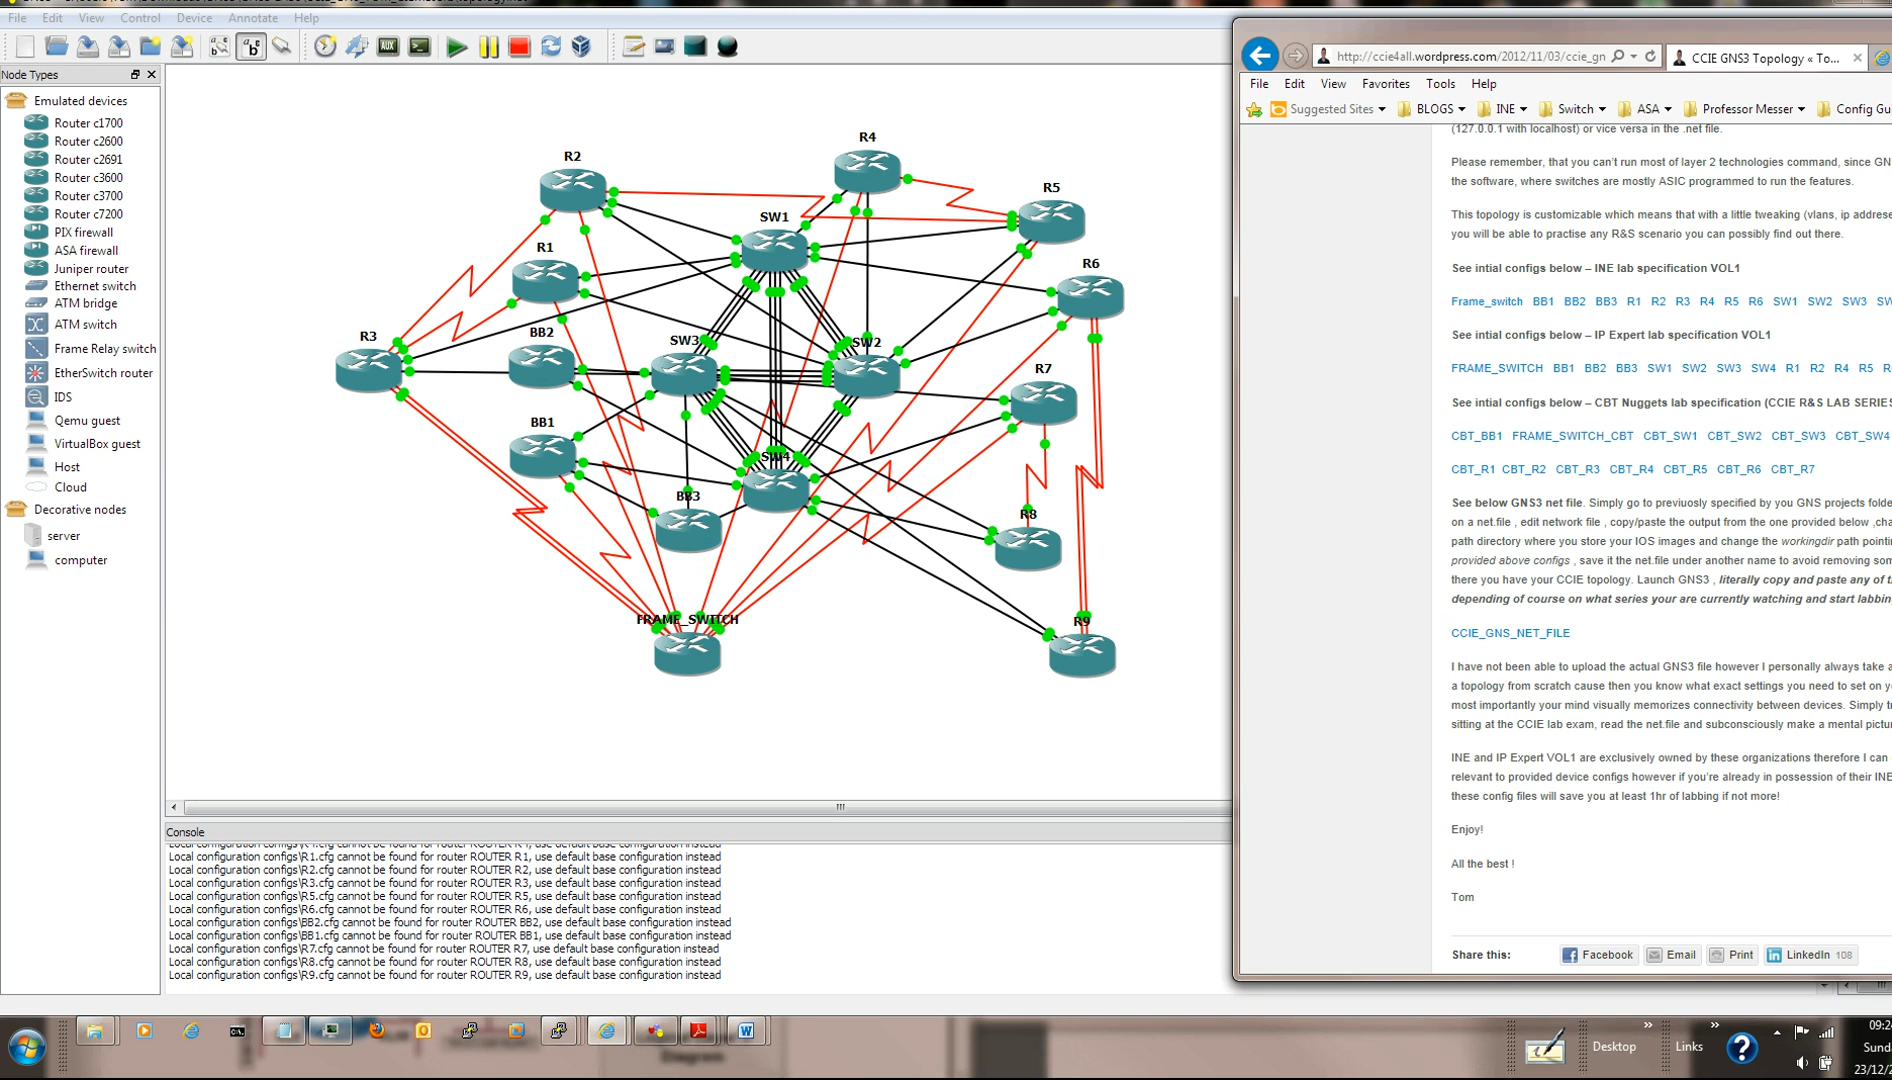 File Edit View Control Device Annotate Help
Node Types
Emulated devices
Router c1700
Router c2600
Router c2691
Router c3600
Router c3700
Router c7200
PIX firewall
ASA firewall
Juniper router
Ethernet switch
ATM bridge
ATM switch
Frame Relay switch
EtherSwitch router
IDS
Qemu guest
VirtualBox guest
Host
Cloud
Decorative nodes
server
computer
AUX
R4
R2
R5
SW1
R1
R6
BB2
R3
SW3
SW2
R7
BB1
SW4
BB3
R8
FRAME_SWITCH
R9
Console
Local configuration configs\R1.cfg cannot be found for router ROUTER R1, use default base configuration instead
Local configuration configs\R2.cfg cannot be found for router ROUTER R2, use default base configuration instead
Local configuration configs\R3.cfg cannot be found for router ROUTER R3, use default base configuration instead
Local configuration configs\R5.cfg cannot be found for router ROUTER R5, use default base configuration instead
Local configuration configs\R6.cfg cannot be found for router ROUTER R6, use default base configuration instead
Local configuration configs\BB2.cfg cannot be found for router ROUTER BB2, use default base configuration instead
Local configuration configs\BB1.cfg cannot be found for router ROUTER BB1, use default base configuration instead
Local configuration configs\R7.cfg cannot be found for router ROUTER R7, use default base configuration instead
Local configuration configs\R8.cfg cannot be found for router ROUTER R8, use default base configuration instead
Local configuration configs\R9.cfg cannot be found for router ROUTER R9, use default base configuration instead
http://ccie4all.wordpress.com/2012/11/03/ccie_gn
CCIE GNS3 Topology « To...
File Edit View Favorites Tools Help
Suggested Sites BLOGS INE Switch ASA Professor Messer Config Gu
(127.0.0.1 with localhost) or vice versa in the .net file.
Please remember, that you can't run most of layer 2 technologies command, since GN
the software, where switches are mostly ASIC programmed to run the features.
This topology is customizable which means that with a little tweaking (vlans, ip addrese
you will be able to practise any R&S scenario you can possibly find out there.
See intial configs below – INE lab specification VOL1
Frame_switch BB1 BB2 BB3 R1 R2 R3 R4 R5 R6 SW1 SW2 SW3 SW
See intial configs below – IP Expert lab specification VOL1
FRAME_SWITCH BB1 BB2 BB3 SW1 SW2 SW3 SW4 R1 R2 R4 R5 R
See intial configs below – CBT Nuggets lab specification (CCIE R&S LAB SERIES
CBT_BB1 FRAME_SWITCH_CBT CBT_SW1 CBT_SW2 CBT_SW3 CBT_SW4
CBT_R1 CBT_R2 CBT_R3 CBT_R4 CBT_R5 CBT_R6 CBT_R7
See below GNS3 net file. Simply go to previuosly specified by you GNS projects folde
on a net.file , edit network file , copy/paste the output from the one provided below ,cha
path directory where you store your IOS images and change the workingdir path pointin
provided above configs , save it the net.file under another name to avoid removing som
there you have your CCIE topology. Launch GNS3 , literally copy and paste any of t
depending of course on what series your are currently watching and start labbin
CCIE_GNS_NET_FILE
I have not been able to upload the actual GNS3 file however I personally always take a
a topology from scratch cause then you know what exact settings you need to set on y
most importantly your mind visually memorizes connectivity between devices. Simply tr
sitting at the CCIE lab exam, read the net.file and subconsciously make a mental pictur
INE and IP Expert VOL1 are exclusively owned by these organizations therefore I can
relevant to provided device configs however if you're already in possession of their INE
these config files will save you at least 1hr of labbing if not more!
Enjoy!
All the best !
Tom
Share this: Facebook Email Print LinkedIn 108
Diagram
Desktop
Links
09:2
Sund
23/12/2